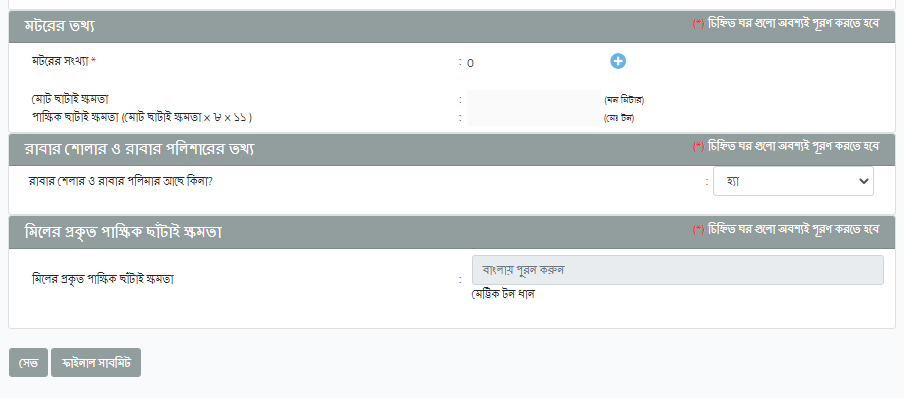 মটরের তথ্য (*) চিহ্নিত ঘর গুলো অবশ্যই পূরণ করতে হবে
মটরের সংখ্যা * : 0
মোট ছাটাই ক্ষমতা : (ঘন মিটার)
পাক্ষিক ছাটাই ক্ষমতা (মোট ছাটাই ক্ষমতা x ৮ x ১১ ) : (মেঃ টন)
রাবার শোলার ও রাবার পলিশারের তথ্য (*) চিহ্নিত ঘর গুলো অবশ্যই পূরণ করতে হবে
রাবার শেলার ও রাবার পলিমার আছে কিনা? : হ্যা
মিলের প্রকৃত পাক্ষিক ছাঁটাই ক্ষমতা (*) চিহ্নিত ঘর গুলো অবশ্যই পূরণ করতে হবে
মিলের প্রকৃত পাক্ষিক ছাঁটাই ক্ষমতা : বাংলায় পুরন করুন
মেট্রিক টন ধান
সেভ ফাইনাল সাবমিট